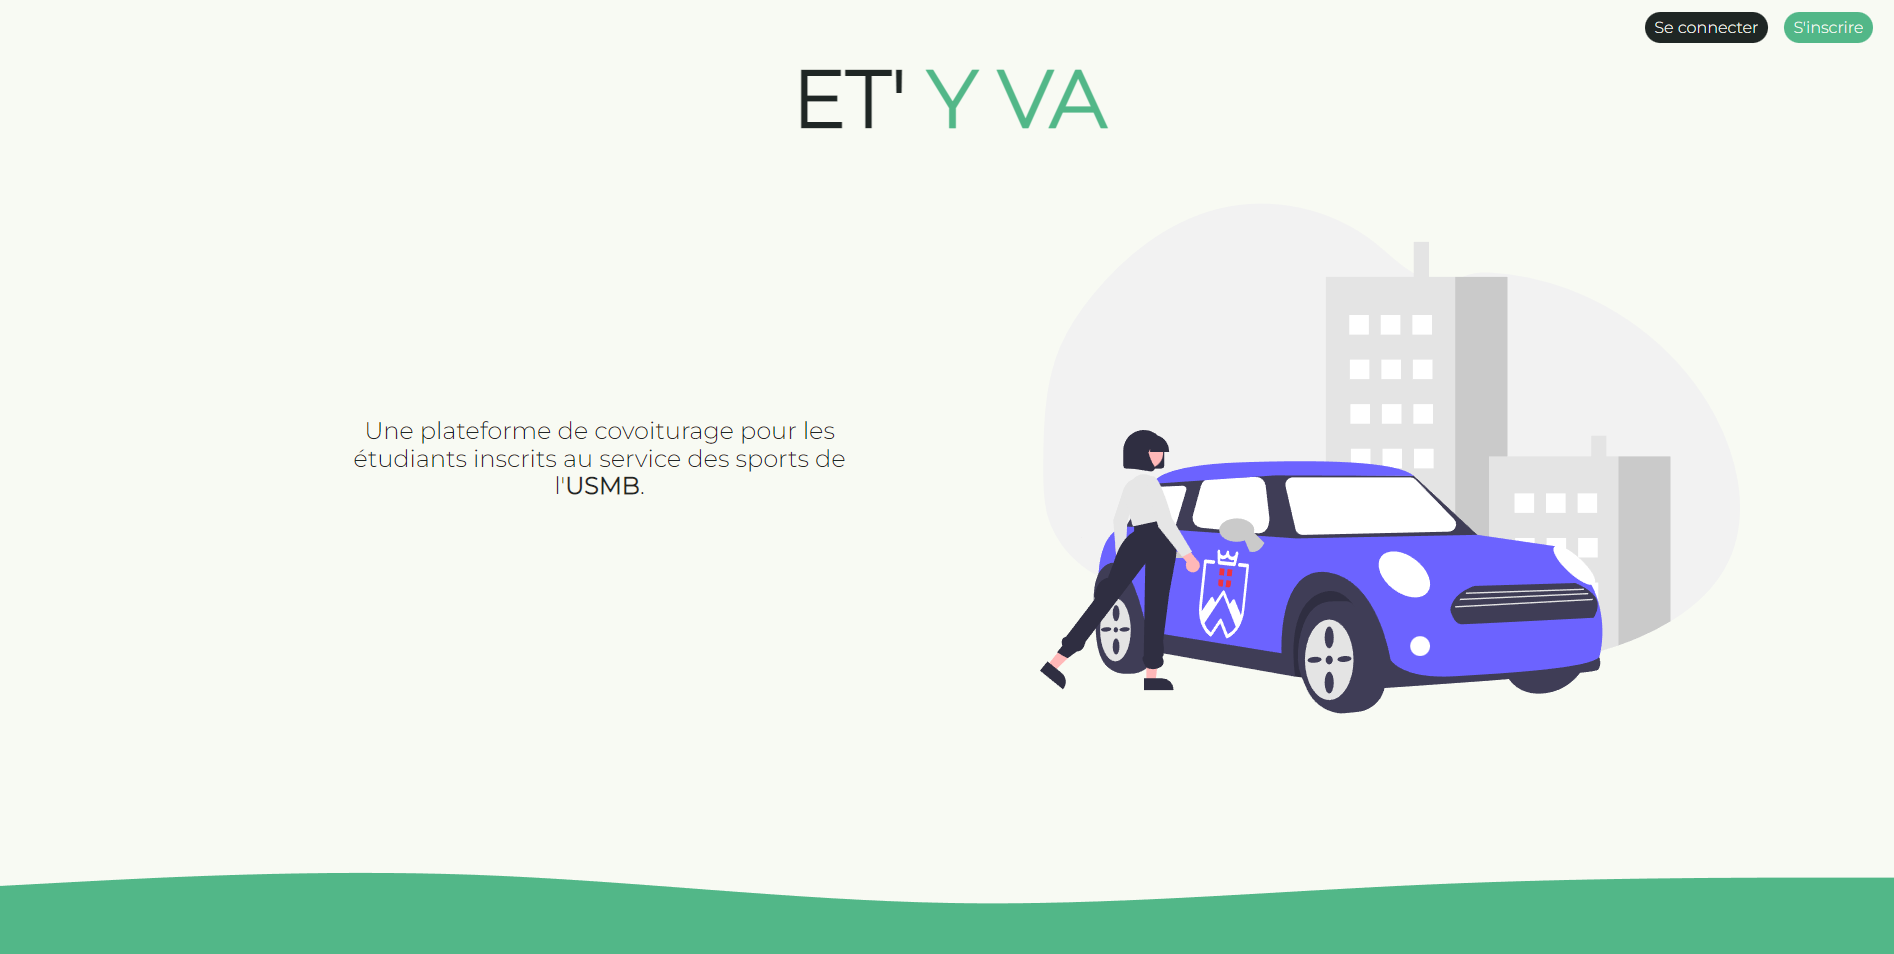 Se connecter
S'inscrire
ET' Y VA
Une plateforme de covoiturage pour les
étudiants inscrits au service des sports de
l'USMB.